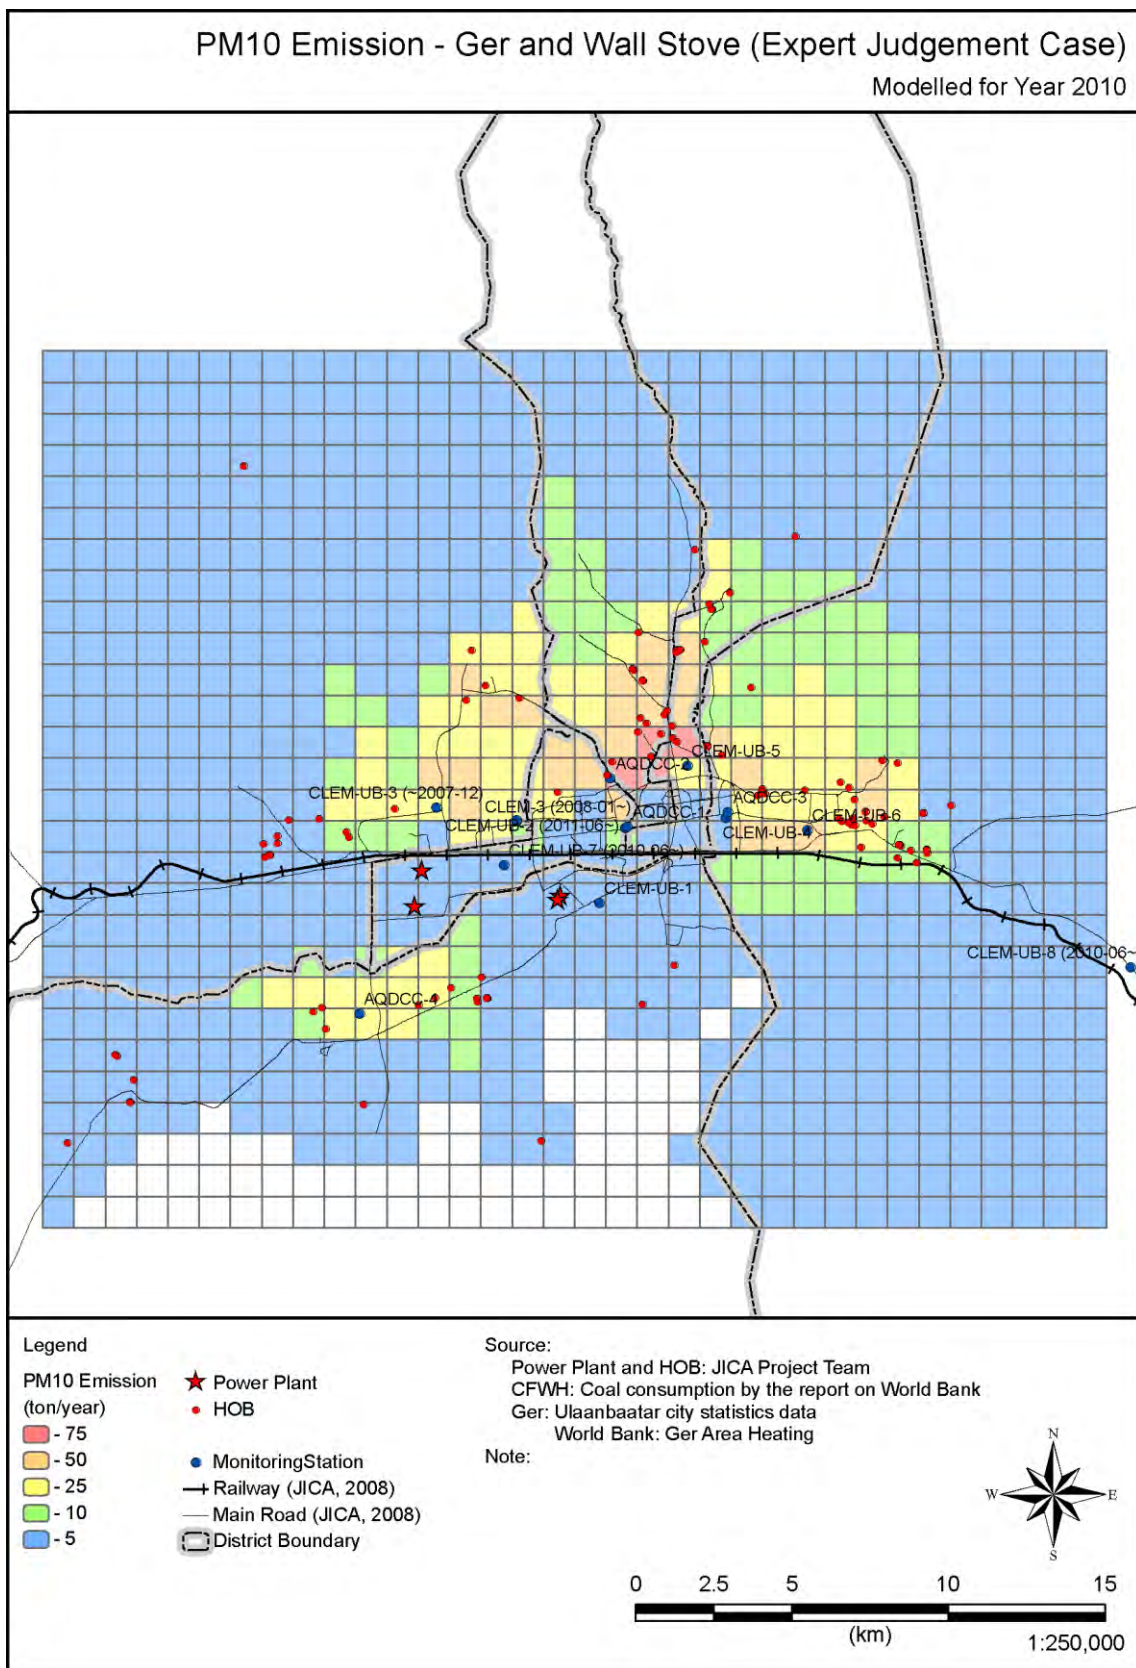 PM10 Emission - Ger and Wall Stove (Expert Judgement Case)
Modelled for Year 2010
CLEM-UB-5
AQDCC-2
CLEM-UB-3 (~2007-12)
AQDCC-3
CLEM-3 (2008-01~)
AQDCC-1
CLEM-UB-6
CLEM-UB-2 (2011-06~)
CLEM-UB-4
CLEM-UB-7 (2010-06~)
CLEM-UB-1
CLEM-UB-8 (2010-06~
AQDCC-4
Legend
PM10 Emission
(ton/year)
- 75
- 50
- 25
- 10
- 5
Power Plant
HOB
MonitoringStation
Railway (JICA, 2008)
Main Road (JICA, 2008)
District Boundary
Source:
Power Plant and HOB: JICA Project Team
CFWH: Coal consumption by the report on World Bank
Ger: Ulaanbaatar city statistics data
World Bank: Ger Area Heating
Note:
N
W E
S
0 2.5 5 10 15
(km)
1:250,000